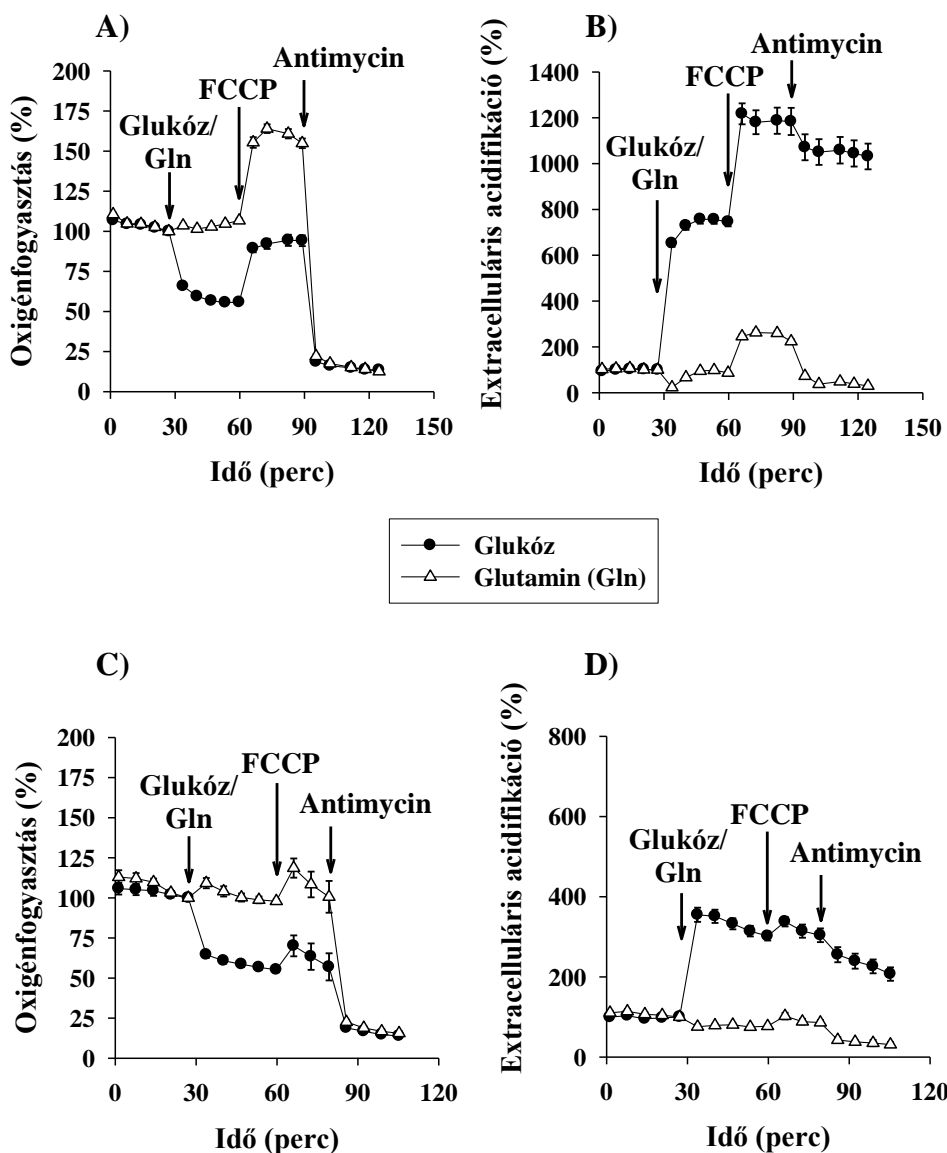 A)
Oxigénfogyasztás (%)
200
175
150
125
100
75
50
25
0
Glukóz/
Gln
FCCP
Antimycin
0 30 60 90 120 150
Idő (perc)
B)
Extracelluláris acidifikáció (%)
1400
1200
1000
800
600
400
200
0
Glukóz/
Gln
FCCP
Antimycin
0 30 60 90 120 150
Idő (perc)
Glukóz
Glutamin (Gln)
C)
Oxigénfogyasztás (%)
200
175
150
125
100
75
50
25
0
Glukóz/
Gln
FCCP
Antimycin
0 30 60 90 120
Idő (perc)
D)
Extracelluláris acidifikáció (%)
800
600
400
200
0
Glukóz/
Gln
FCCP
Antimycin
0 30 60 90 120
Idő (perc)